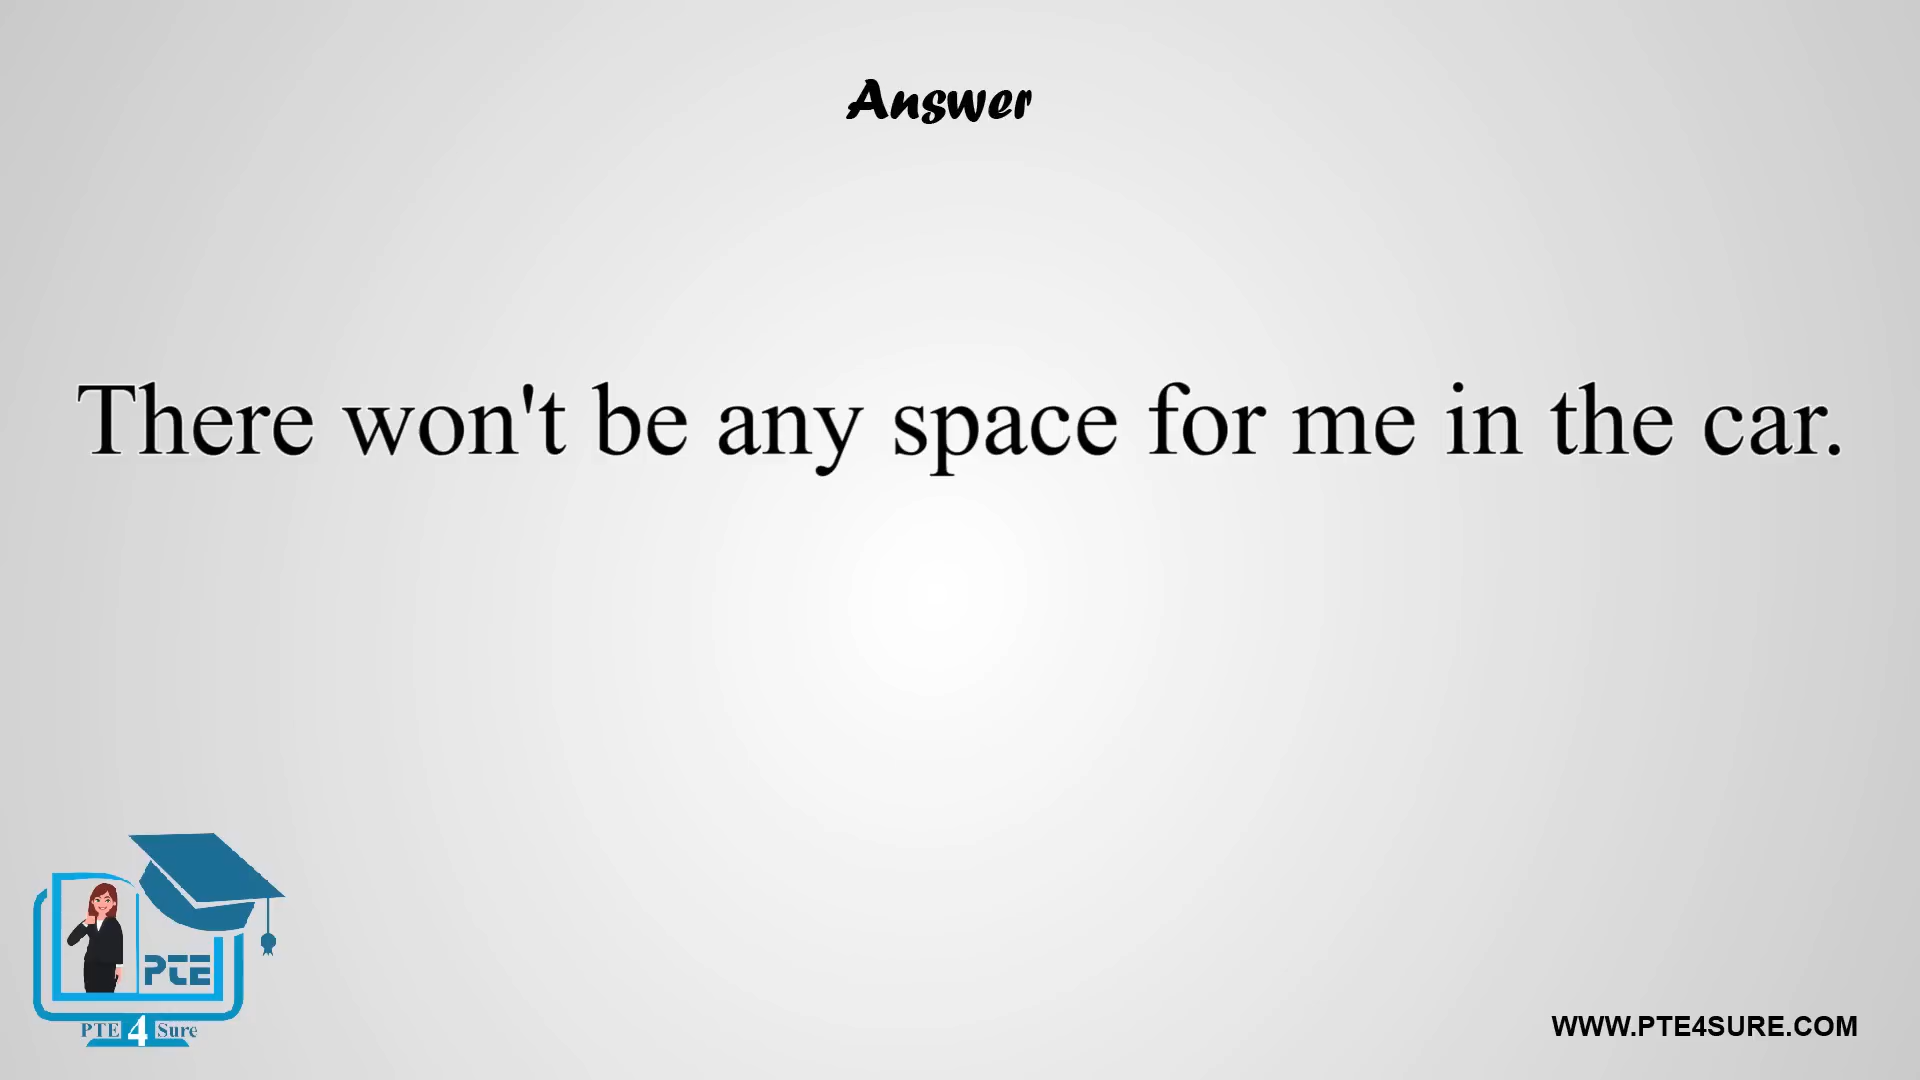 Answer
There won't be any space for me in the car.
PTE
PTE 4 Sure
WWW.PTE4SURE.COM